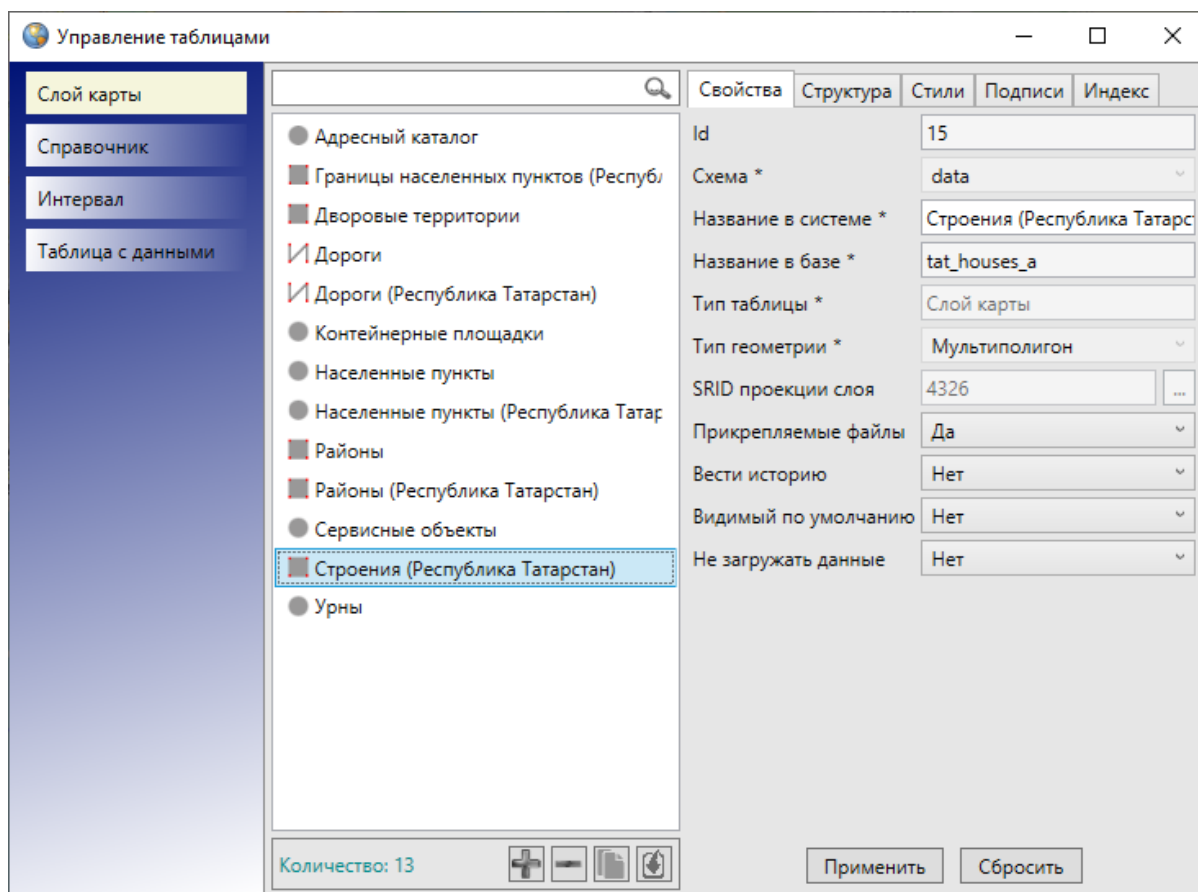 Управление таблицами
Слой карты
Справочник
Интервал
Таблица с данными
Адресный каталог
Границы населенных пунктов (Республ
Дворовые территории
Дороги
Дороги (Республика Татарстан)
Контейнерные площадки
Населенные пункты
Населенные пункты (Республика Татар
Районы
Районы (Республика Татарстан)
Сервисные объекты
Строения (Республика Татарстан)
Урны
Количество: 13
Свойства Структура Стили Подписи Индекс
Id 15
Схема * data
Название в системе * Строения (Республика Татарст
Название в базе * tat_houses_a
Тип таблицы * Слой карты
Тип геометрии * Мультиполигон
SRID проекции слоя 4326 ...
Прикрепляемые файлы Да
Вести историю Нет
Видимый по умолчанию Нет
Не загружать данные Нет
Применить Сбросить